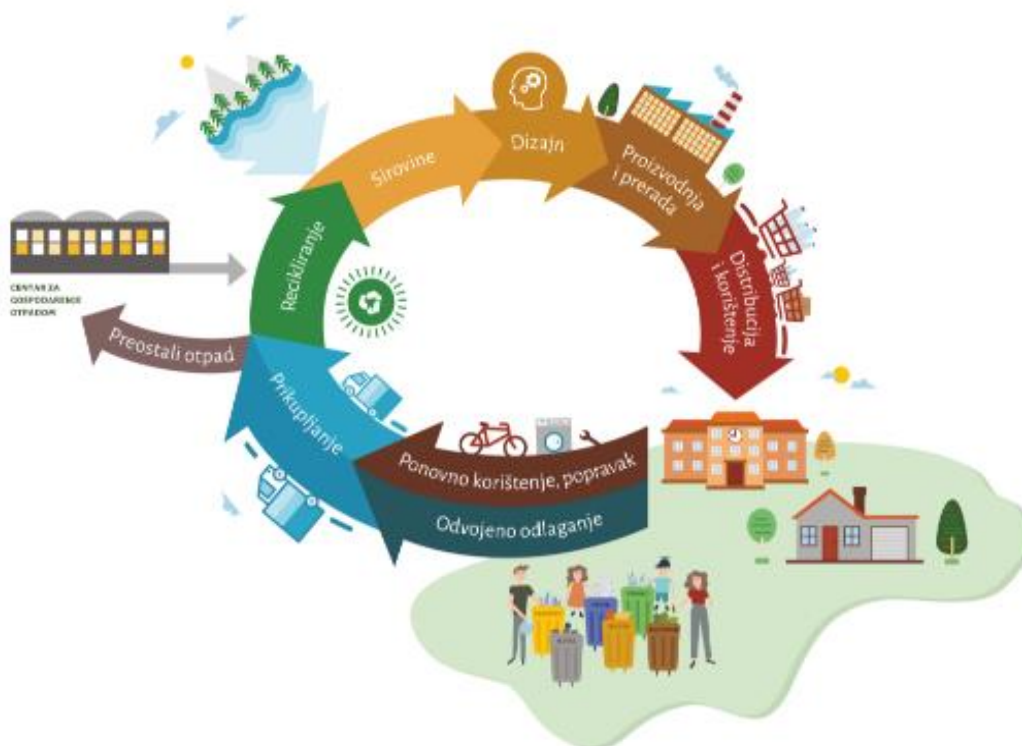 Sirovine
Dizajn
Proizvodnja
i prerada
Distribucija
i korištenje
Ponovno korištenje, popravak
Odvojeno odlaganje
Prikupljanje
Preostali otpad
Recikliranje
CENTAR ZA
GOSPODARENJE
OTPADOM